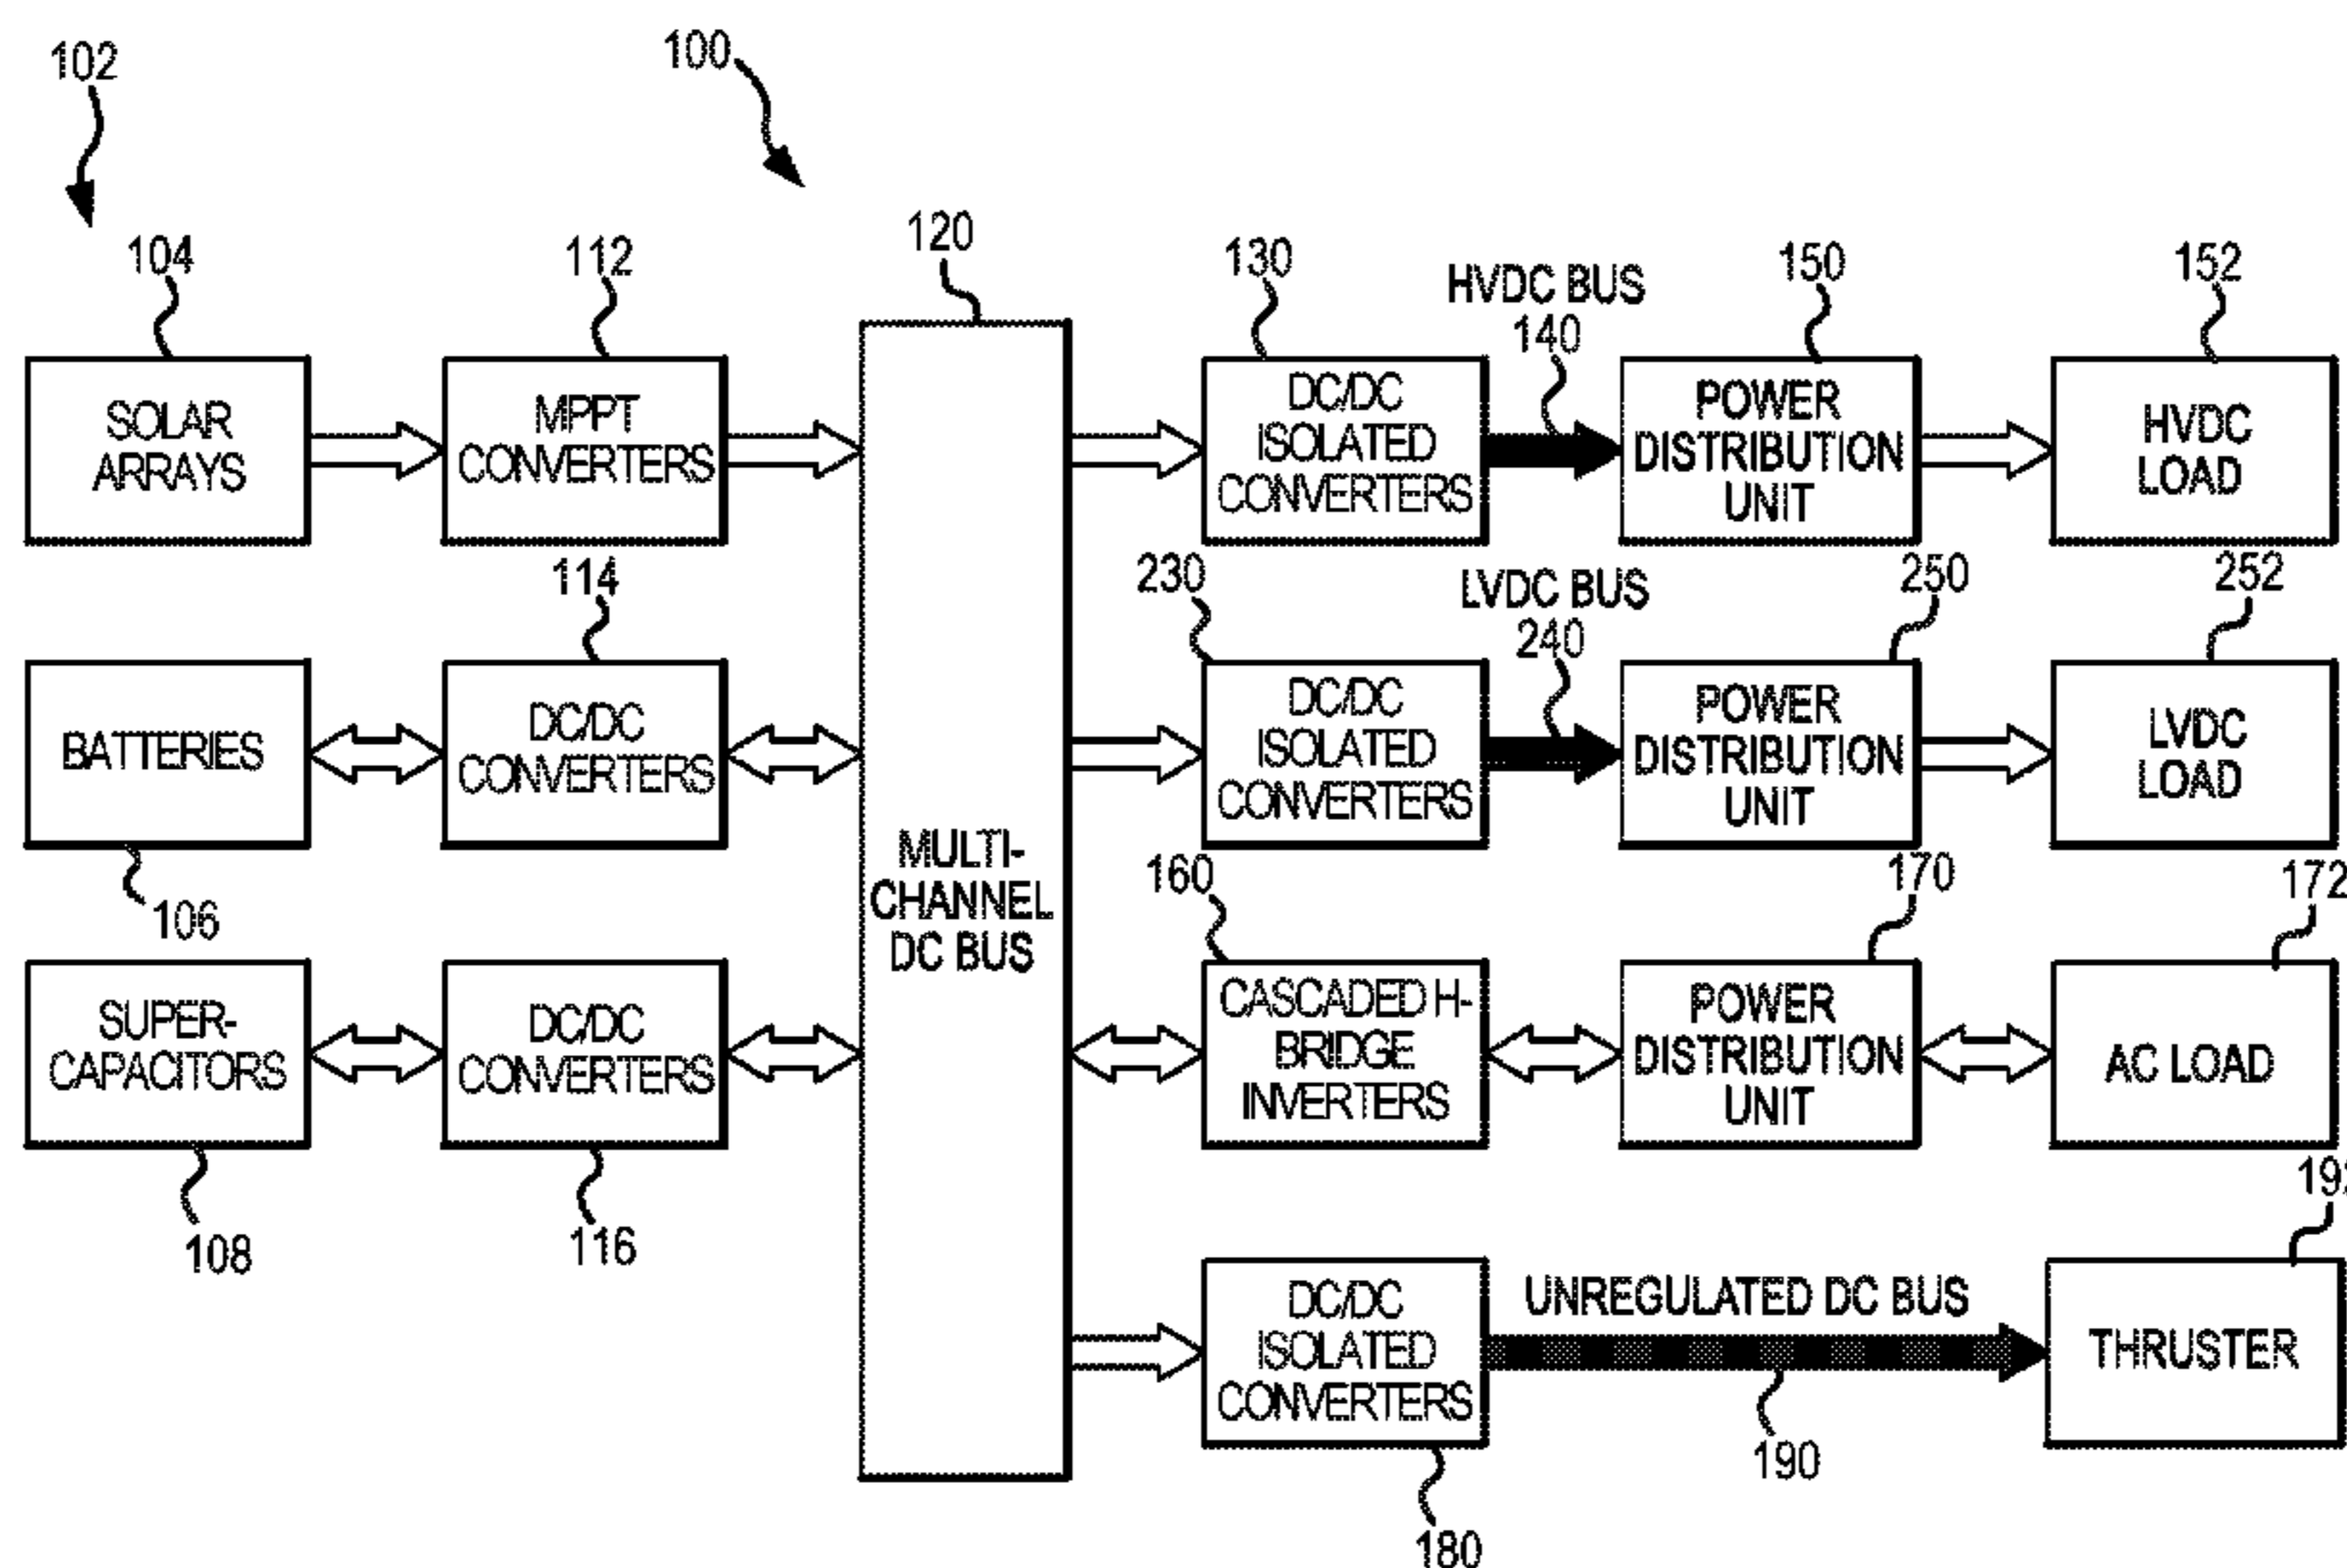 102
100
104
112
120
130
HVDC BUS
140
150
152
SOLAR
ARRAYS
MPPT
CONVERTERS
DC/DC
ISOLATED
CONVERTERS
POWER
DISTRIBUTION
UNIT
HVDC
LOAD
114
230
LVDC BUS
240
250
252
BATTERIES
DC/DC
CONVERTERS
DC/DC
ISOLATED
CONVERTERS
POWER
DISTRIBUTION
UNIT
LVDC
LOAD
106
MULTI-
CHANNEL
DC BUS
160
170
172
SUPER-
CAPACITORS
DC/DC
CONVERTERS
CASCADED H-
BRIDGE
INVERTERS
POWER
DISTRIBUTION
UNIT
AC LOAD
108
116
DC/DC
ISOLATED
CONVERTERS
UNREGULATED DC BUS
190
THRUSTER
180